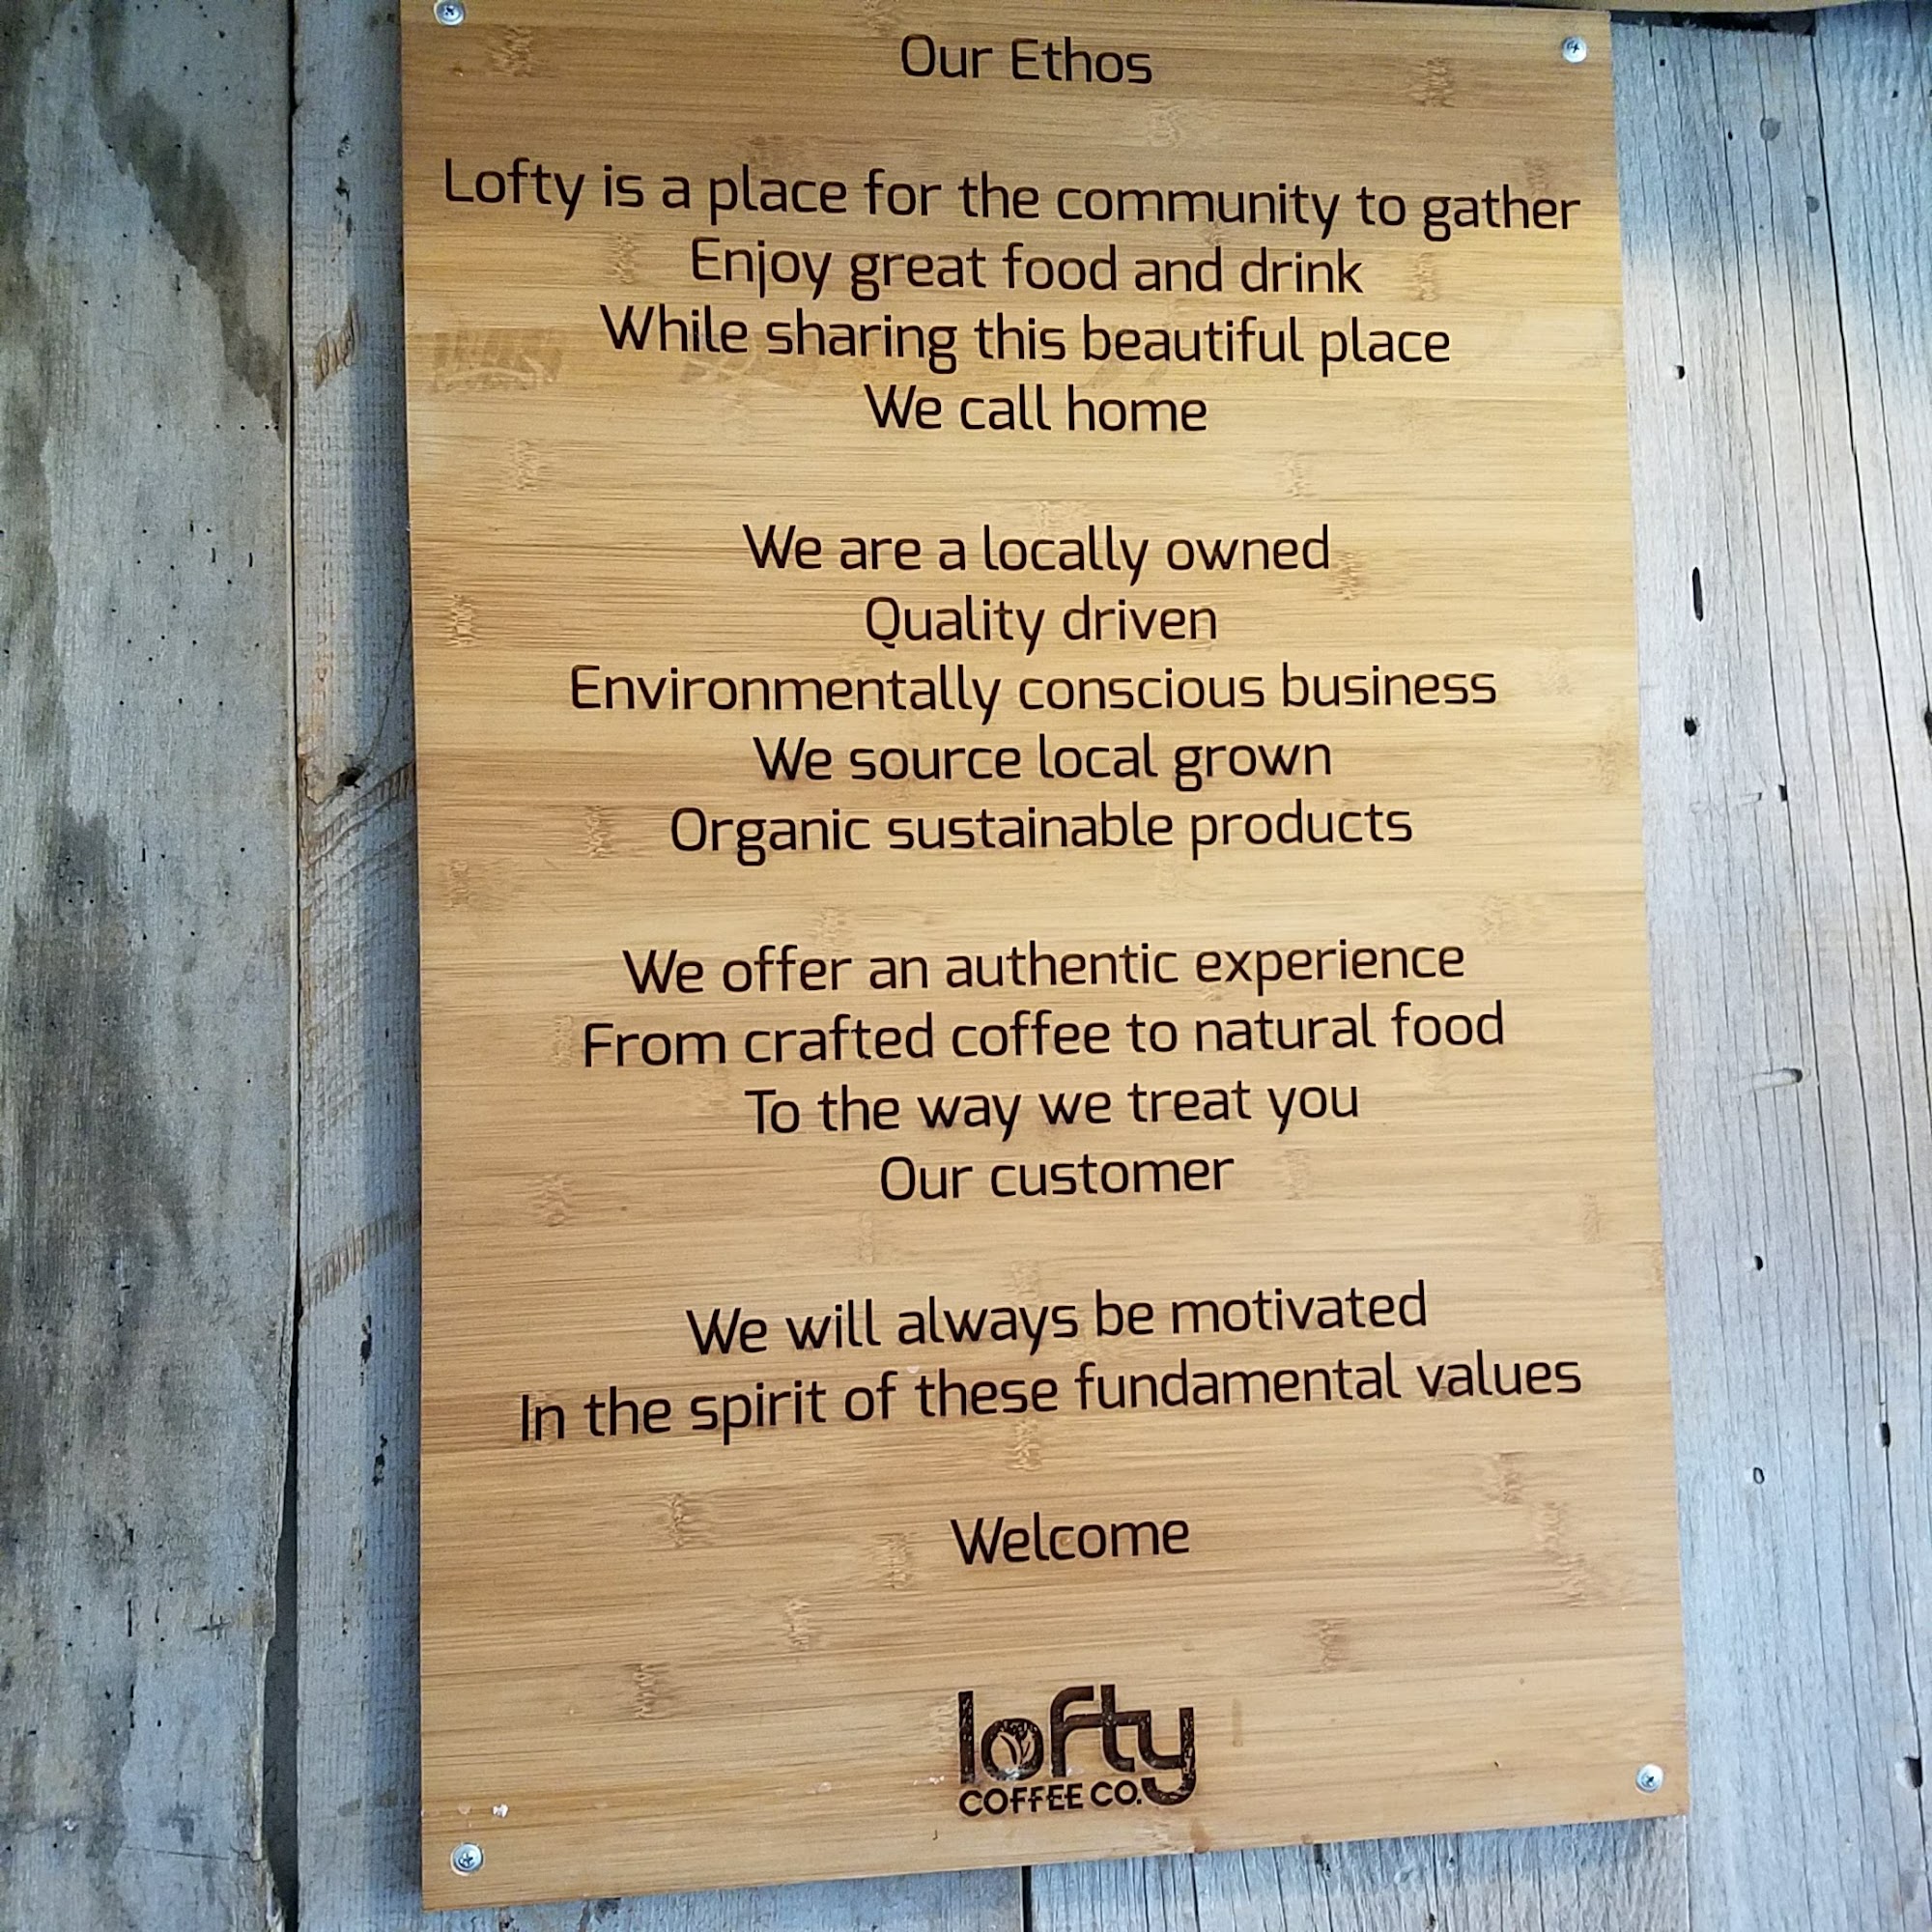 Our Ethos
Lofty is a place for the community to gather
Enjoy great food and drink
While sharing this beautiful place
We call home
We are a locally owned
Quality driven
Environmentally conscious business
We source local grown
Organic sustainable products
We offer an authentic experience
From crafted coffee to natural food
To the way we treat you
Our customer
We will always be motivated
In the spirit of these fundamental values
Welcome
lofty
COFFEE CO.